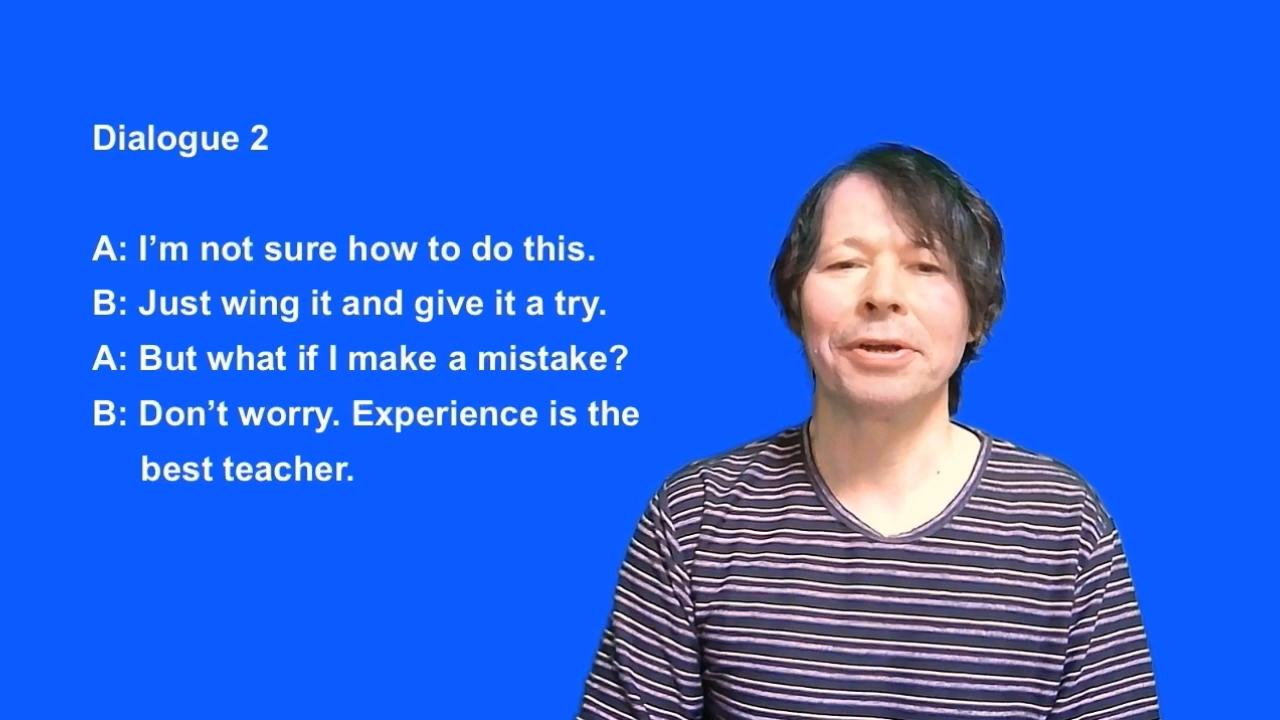 Dialogue 2
A: I’m not sure how to do this.
B: Just wing it and give it a try.
A: But what if I make a mistake?
B: Don’t worry. Experience is the
best teacher.